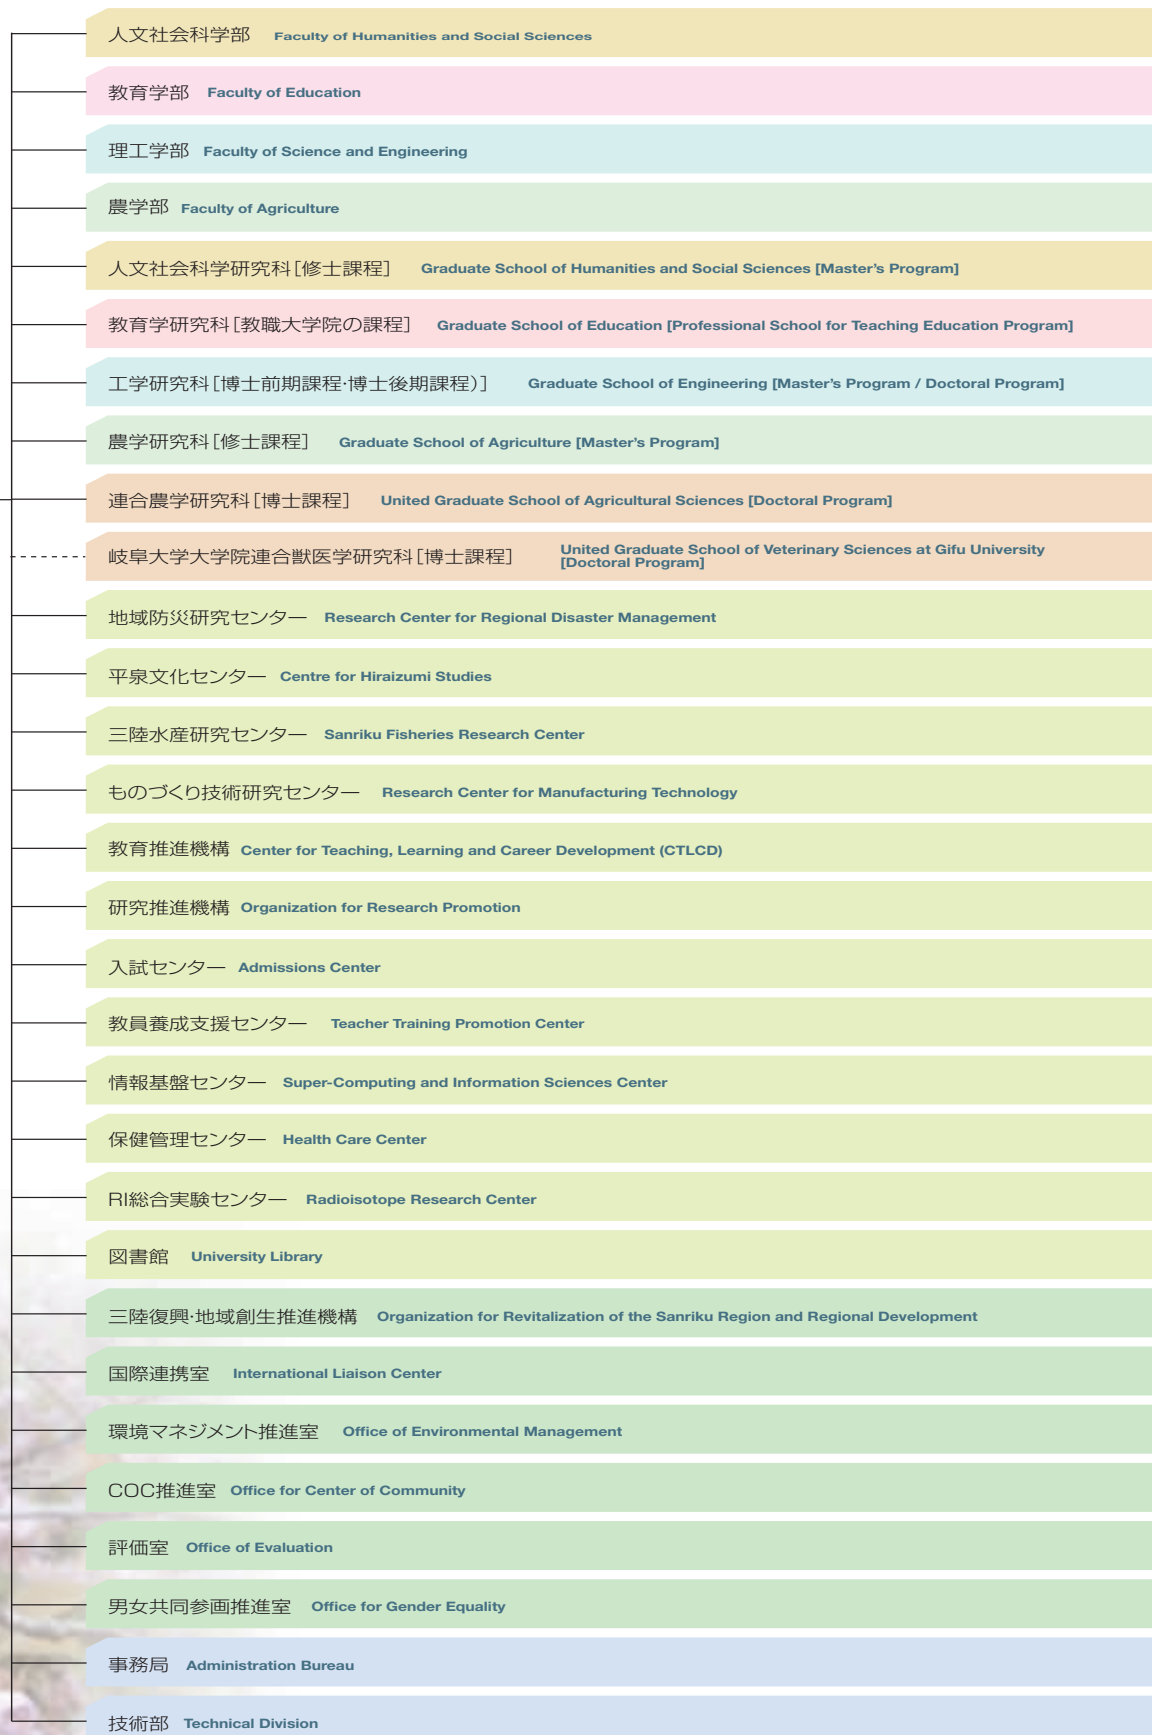 人文社会科学部 Faculty of Humanities and Social Sciences
教育学部 Faculty of Education
理工学部 Faculty of Science and Engineering
農学部 Faculty of Agriculture
人文社会科学研究科［修士課程］ Graduate School of Humanities and Social Sciences [Master's Program]
教育学研究科［教職大学院の課程］ Graduate School of Education [Professional School for Teaching Education Program]
工学研究科［博士前期課程・博士後期課程）］ Graduate School of Engineering [Master's Program / Doctoral Program]
農学研究科［修士課程］ Graduate School of Agriculture [Master's Program]
連合農学研究科［博士課程］ United Graduate School of Agricultural Sciences [Doctoral Program]
岐阜大学大学院連合獣医学研究科［博士課程］ United Graduate School of Veterinary Sciences at Gifu University
[Doctoral Program]
地域防災研究センター Research Center for Regional Disaster Management
平泉文化センター Centre for Hiraizumi Studies
三陸水産研究センター Sanriku Fisheries Research Center
ものづくり技術研究センター Research Center for Manufacturing Technology
教育推進機構 Center for Teaching, Learning and Career Development (CTLCD)
研究推進機構 Organization for Research Promotion
入試センター Admissions Center
教員養成支援センター Teacher Training Promotion Center
情報基盤センター Super-Computing and Information Sciences Center
保健管理センター Health Care Center
RI総合実験センター Radioisotope Research Center
図書館 University Library
三陸復興・地域創生推進機構 Organization for Revitalization of the Sanriku Region and Regional Development
国際連携室 International Liaison Center
環境マネジメント推進室 Office of Environmental Management
COC推進室 Office for Center of Community
評価室 Office of Evaluation
男女共同参画推進室 Office for Gender Equality
事務局 Administration Bureau
技術部 Technical Division